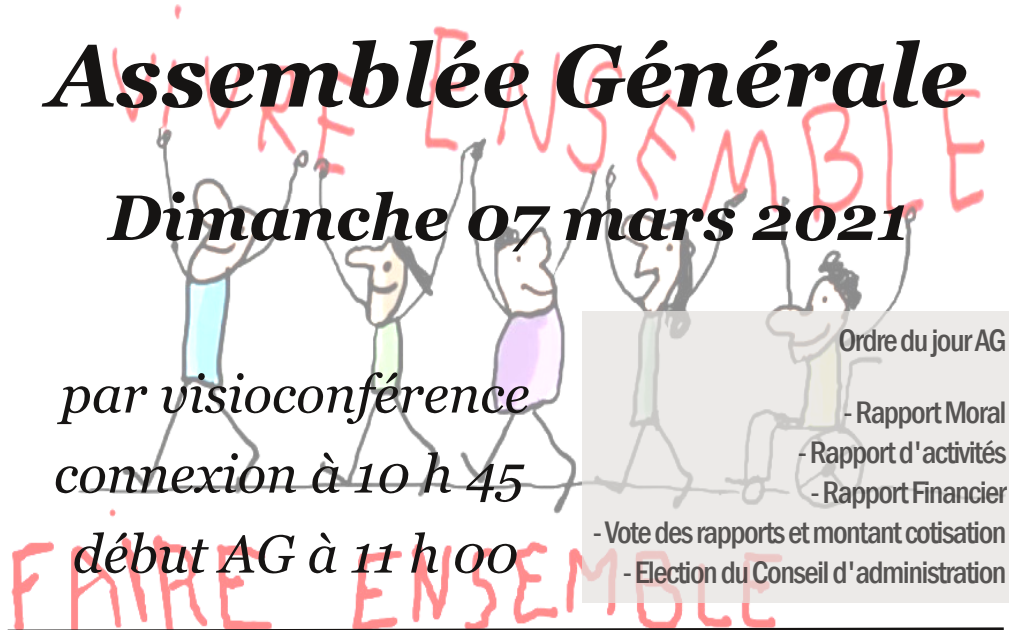 VIVRE ENSEMBLE
Assemblée Générale
Dimanche 07 mars 2021
par visioconférence
connexion à 10 h 45
début AG à 11 h 00
Ordre du jour AG
- Rapport Moral
- Rapport d'activités
- Rapport Financier
- Vote des rapports et montant cotisation
- Election du Conseil d'administration
FAIRE ENSEMBLE